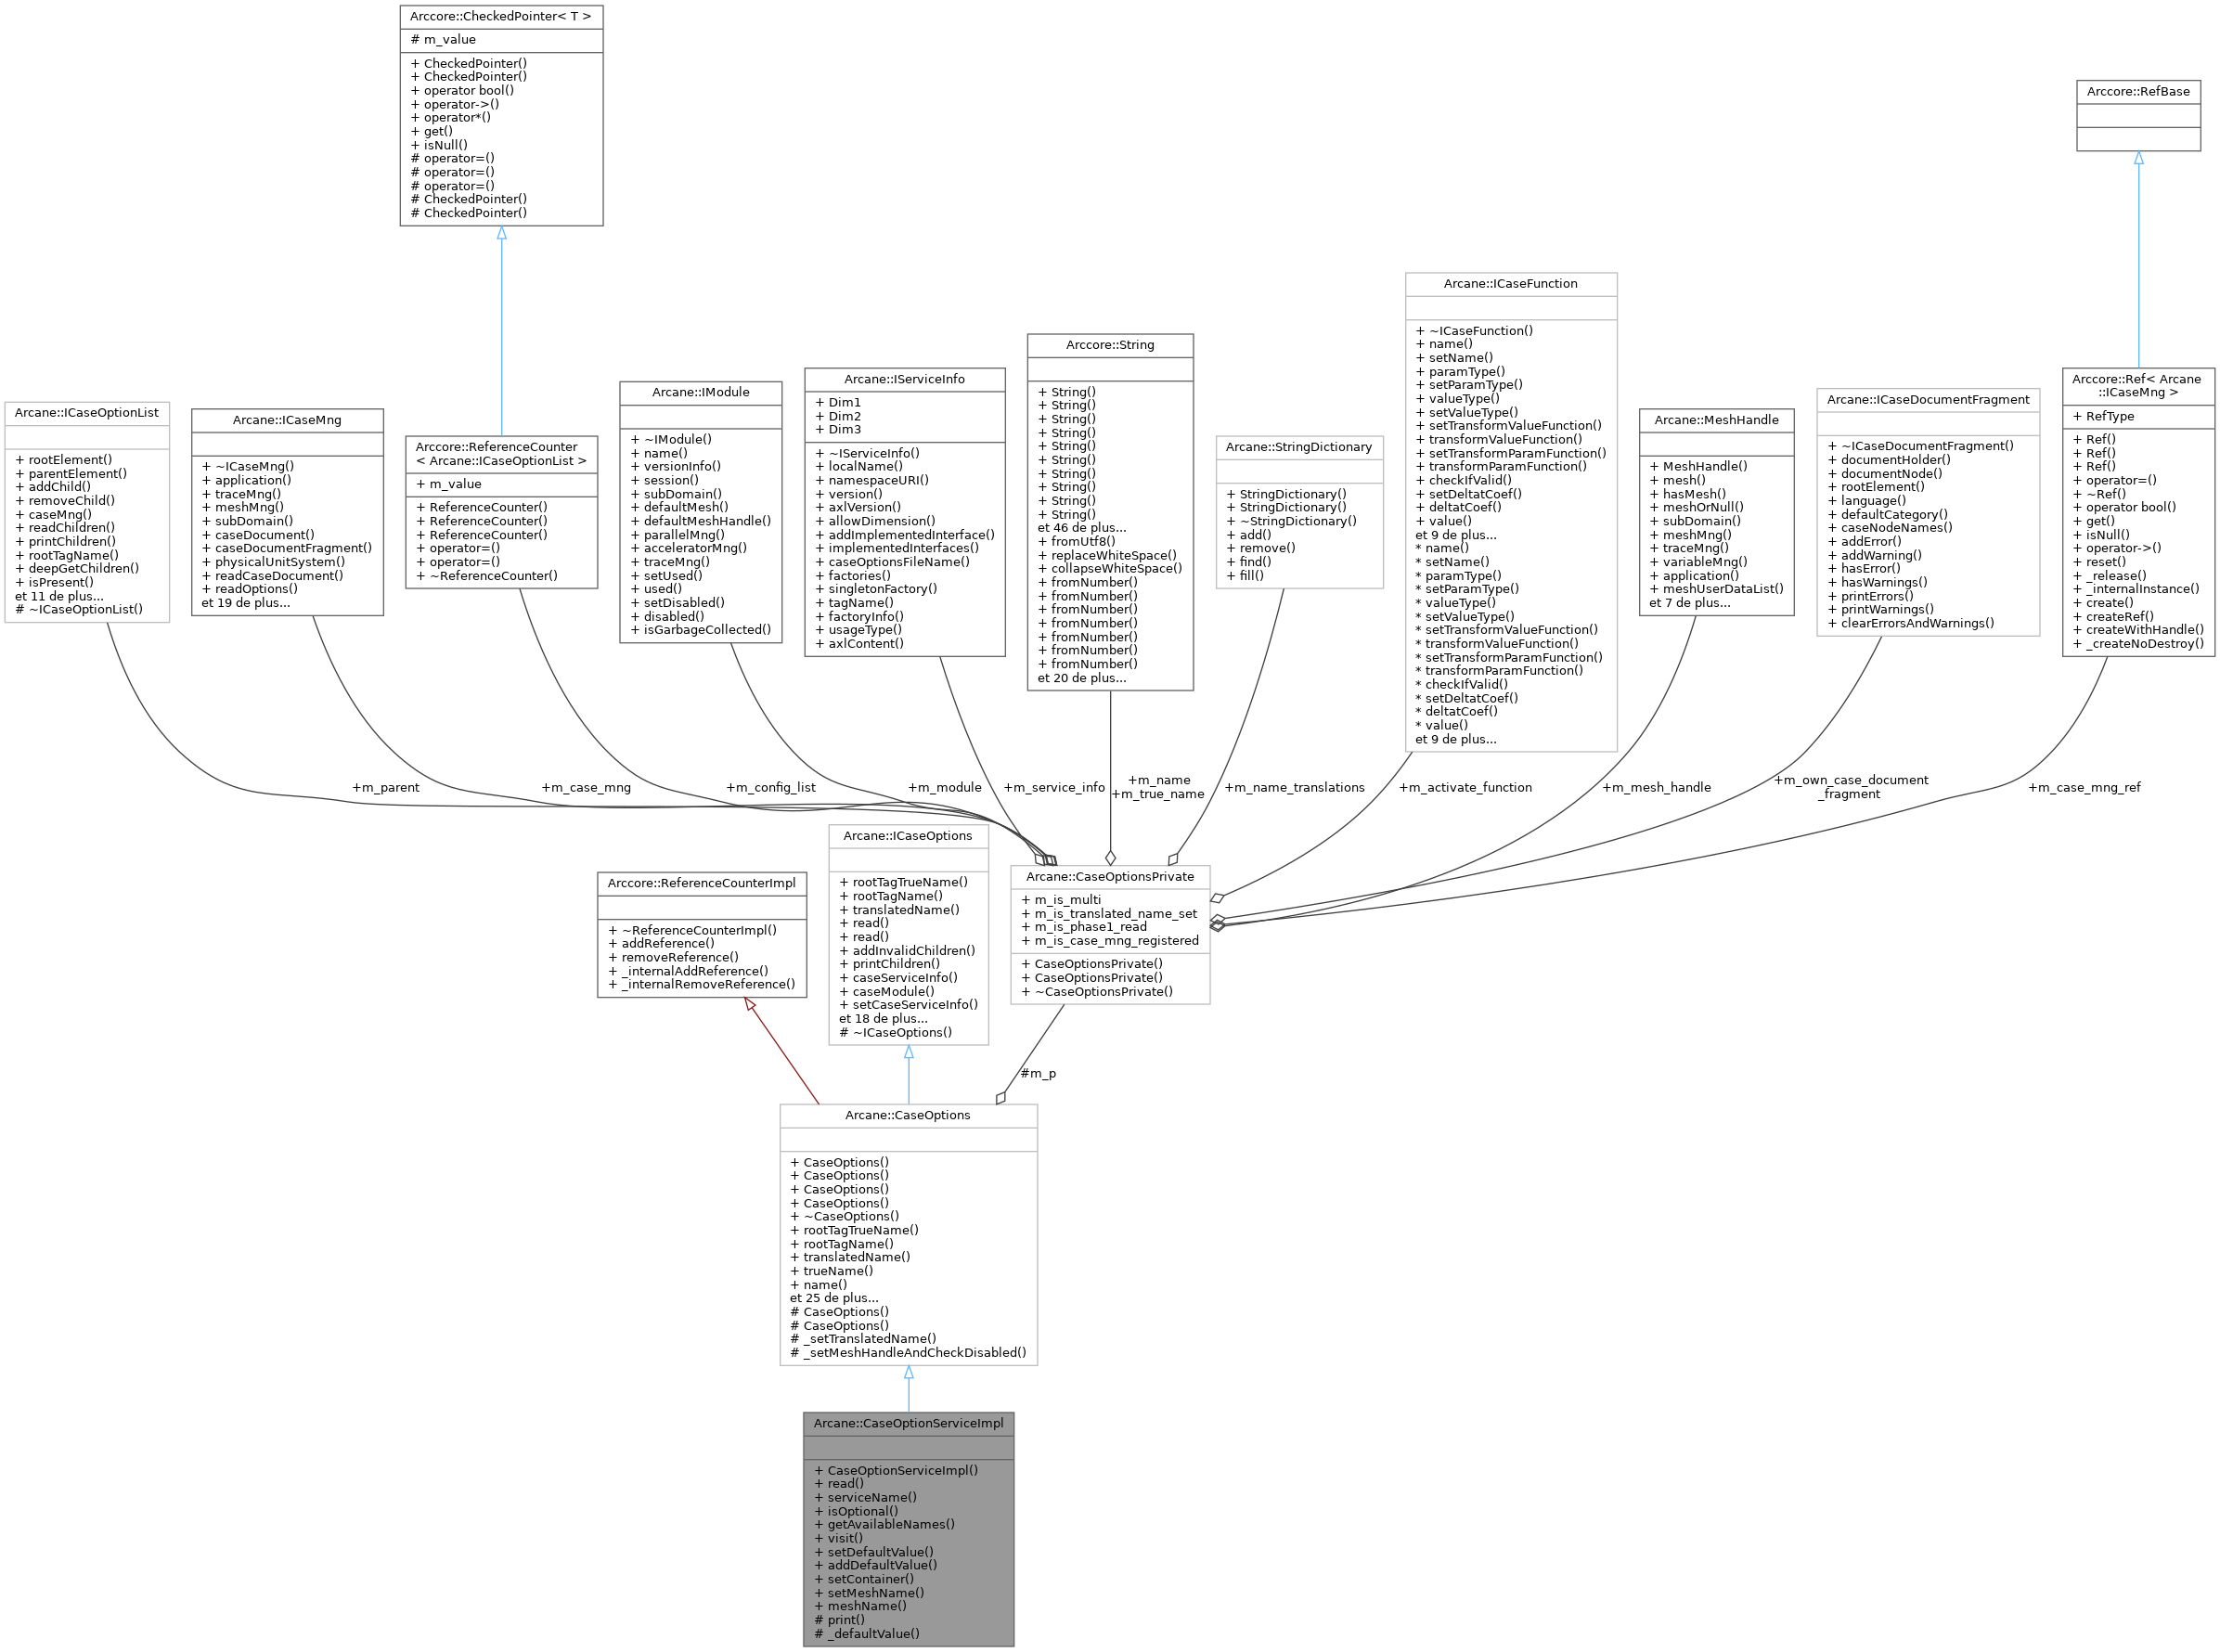 Arccore::CheckedPointer< T >
# m_value
+ CheckedPointer()
+ CheckedPointer()
+ operator bool()
+ operator->()
+ operator*()
+ get()
+ isNull()
# operator=()
# operator=()
# operator=()
# CheckedPointer()
# CheckedPointer()
Arccore::RefBase
Arcane::ICaseOptionList
+ rootElement()
+ parentElement()
+ addChild()
+ removeChild()
+ caseMng()
+ readChildren()
+ printChildren()
+ rootTagName()
+ deepGetChildren()
+ isPresent()
et 11 de plus...
# ~ICaseOptionList()
Arcane::ICaseMng
+ ~ICaseMng()
+ application()
+ traceMng()
+ meshMng()
+ subDomain()
+ caseDocument()
+ caseDocumentFragment()
+ physicalUnitSystem()
+ readCaseDocument()
+ readOptions()
et 19 de plus...
Arccore::ReferenceCounter
< Arcane::ICaseOptionList >
+ m_value
+ ReferenceCounter()
+ ReferenceCounter()
+ ReferenceCounter()
+ operator=()
+ operator=()
+ ~ReferenceCounter()
Arcane::IModule
+ ~IModule()
+ name()
+ versionInfo()
+ session()
+ subDomain()
+ defaultMesh()
+ defaultMeshHandle()
+ parallelMng()
+ acceleratorMng()
+ traceMng()
+ setUsed()
+ used()
+ setDisabled()
+ disabled()
+ isGarbageCollected()
Arcane::IServiceInfo
+ Dim1
+ Dim2
+ Dim3
+ ~IServiceInfo()
+ localName()
+ namespaceURI()
+ version()
+ axlVersion()
+ allowDimension()
+ addImplementedInterface()
+ implementedInterfaces()
+ caseOptionsFileName()
+ factories()
+ singletonFactory()
+ tagName()
+ factoryInfo()
+ usageType()
+ axlContent()
Arccore::String
+ String()
+ String()
+ String()
+ String()
+ String()
+ String()
+ String()
+ String()
+ String()
+ String()
et 46 de plus...
+ fromUtf8()
+ replaceWhiteSpace()
+ collapseWhiteSpace()
+ fromNumber()
+ fromNumber()
+ fromNumber()
+ fromNumber()
+ fromNumber()
+ fromNumber()
+ fromNumber()
et 20 de plus...
Arcane::StringDictionary
+ StringDictionary()
+ StringDictionary()
+ ~StringDictionary()
+ add()
+ remove()
+ find()
+ fill()
Arcane::ICaseFunction
+ ~ICaseFunction()
+ name()
+ setName()
+ paramType()
+ setParamType()
+ valueType()
+ setValueType()
+ setTransformValueFunction()
+ transformValueFunction()
+ setTransformParamFunction()
+ transformParamFunction()
+ checkIfValid()
+ setDeltatCoef()
+ deltatCoef()
+ value()
et 9 de plus...
* name()
* setName()
* paramType()
* setParamType()
* valueType()
* setValueType()
* setTransformValueFunction()
* transformValueFunction()
* setTransformParamFunction()
* transformParamFunction()
* checkIfValid()
* setDeltatCoef()
* deltatCoef()
* value()
et 9 de plus...
Arcane::MeshHandle
+ MeshHandle()
+ mesh()
+ hasMesh()
+ meshOrNull()
+ subDomain()
+ meshMng()
+ traceMng()
+ variableMng()
+ application()
+ meshUserDataList()
et 7 de plus...
Arcane::ICaseDocumentFragment
+ ~ICaseDocumentFragment()
+ documentHolder()
+ documentNode()
+ rootElement()
+ language()
+ defaultCategory()
+ caseNodeNames()
+ addError()
+ addWarning()
+ hasError()
+ hasWarnings()
+ printErrors()
+ printWarnings()
+ clearErrorsAndWarnings()
Arccore::Ref< Arcane
::ICaseMng >
+ RefType
+ Ref()
+ Ref()
+ Ref()
+ operator=()
+ ~Ref()
+ operator bool()
+ get()
+ isNull()
+ operator->()
+ reset()
+ _release()
+ _internalInstance()
+ create()
+ createRef()
+ createWithHandle()
+ _createNoDestroy()
+m_parent
+m_case_mng
+m_config_list
+m_module
+m_service_info
+m_name
+m_true_name
+m_name_translations
+m_activate_function
+m_mesh_handle
+m_own_case_document
_fragment
+m_case_mng_ref
Arccore::ReferenceCounterImpl
+ ~ReferenceCounterImpl()
+ addReference()
+ removeReference()
+ _internalAddReference()
+ _internalRemoveReference()
Arcane::ICaseOptions
+ rootTagTrueName()
+ rootTagName()
+ translatedName()
+ read()
+ read()
+ addInvalidChildren()
+ printChildren()
+ caseServiceInfo()
+ caseModule()
+ setCaseServiceInfo()
et 18 de plus...
# ~ICaseOptions()
Arcane::CaseOptionsPrivate
+ m_is_multi
+ m_is_translated_name_set
+ m_is_phase1_read
+ m_is_case_mng_registered
+ CaseOptionsPrivate()
+ CaseOptionsPrivate()
+ ~CaseOptionsPrivate()
#m_p
Arcane::CaseOptions
+ CaseOptions()
+ CaseOptions()
+ CaseOptions()
+ CaseOptions()
+ ~CaseOptions()
+ rootTagTrueName()
+ rootTagName()
+ translatedName()
+ trueName()
+ name()
et 25 de plus...
# CaseOptions()
# CaseOptions()
# _setTranslatedName()
# _setMeshHandleAndCheckDisabled()
Arcane::CaseOptionServiceImpl
+ CaseOptionServiceImpl()
+ read()
+ serviceName()
+ isOptional()
+ getAvailableNames()
+ visit()
+ setDefaultValue()
+ addDefaultValue()
+ setContainer()
+ setMeshName()
+ meshName()
# print()
# _defaultValue()